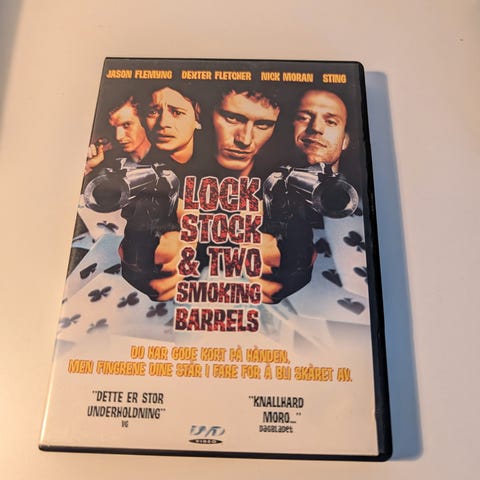 JASON FLEMYNG DEXTER FLETCHER NICK MORAN STING
LOCK
STOCK
& TWO
SMOKING
BARRELS
DU HAR GODE KORT PÅ HÅNDEN,
MEN FINGRENE DINE STÅR I FARE FOR Å BLI SKÅRET AV.
"DETTE ER STOR
UNDERHOLDNING"
VG
"KNALLHARD
MORO..."
DAGBLADET
DVD
VIDEO